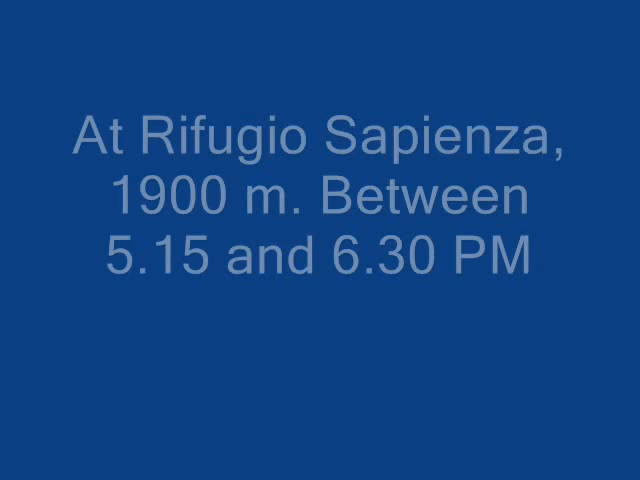 At Rifugio Sapienza,
1900 m. Between
5.15 and 6.30 PM